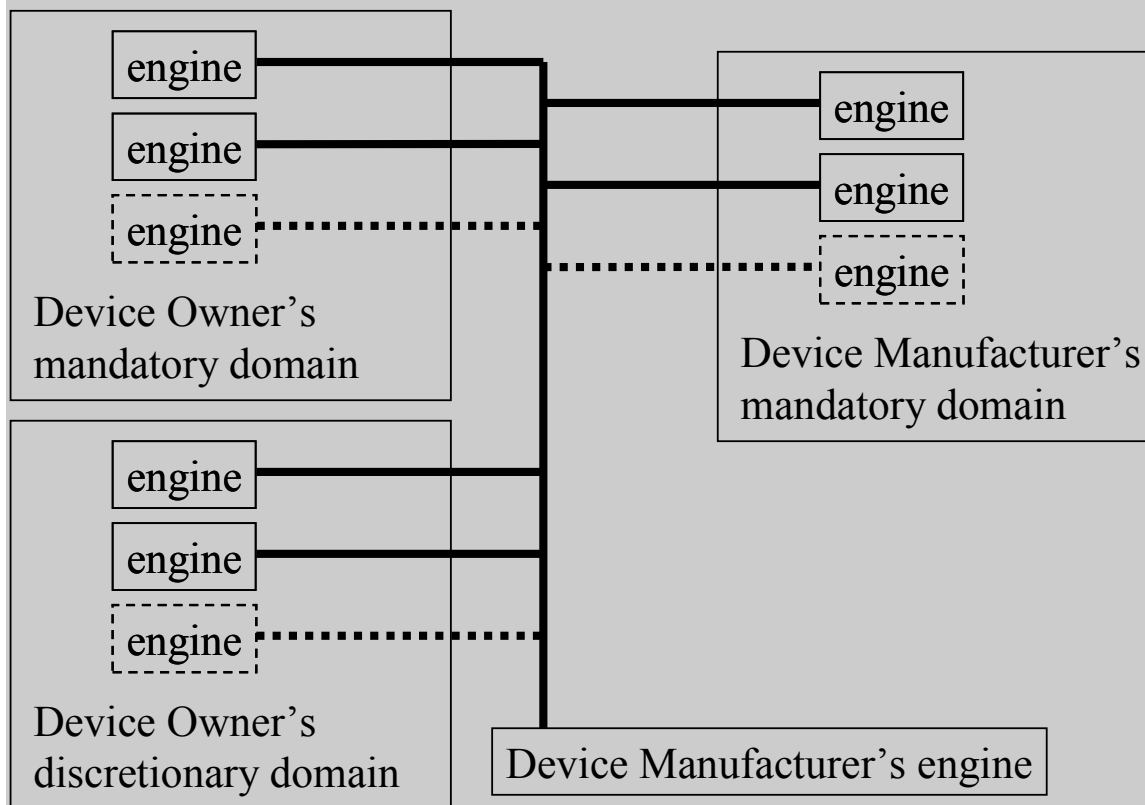 engine
engine
engine
Device Owner’s
mandatory domain
engine
engine
engine
Device Manufacturer’s
mandatory domain
engine
engine
engine
Device Owner’s
discretionary domain
Device Manufacturer’s engine